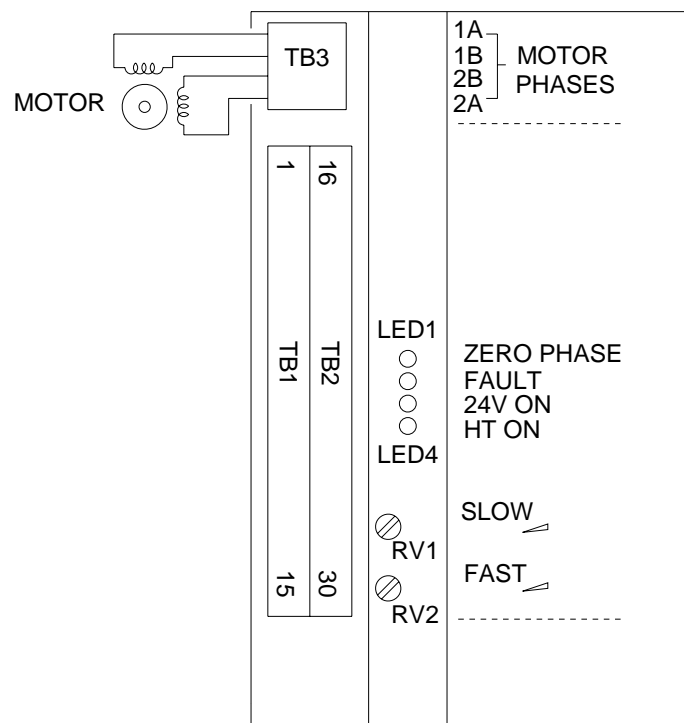 TB3
1A
1B
2B
2A
MOTOR
PHASES
MOTOR
1
16
TB1
TB2
15
30
LED1
LED4
ZERO PHASE
FAULT
24V ON
HT ON
RV1
SLOW
RV2
FAST